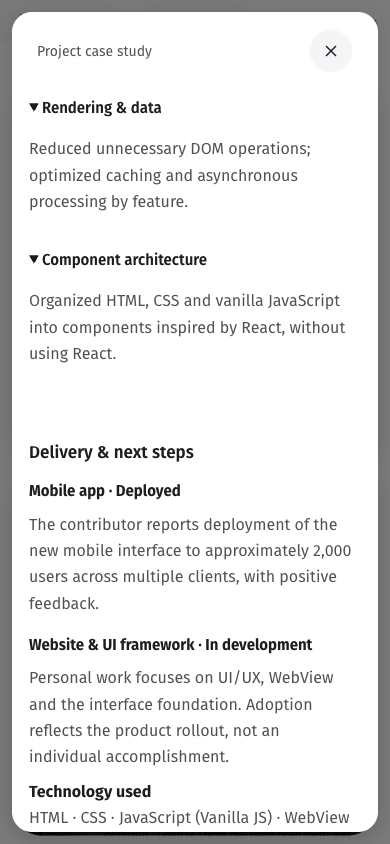 Project case study
▼ Rendering & data
Reduced unnecessary DOM operations;
optimized caching and asynchronous
processing by feature.
▼ Component architecture
Organized HTML, CSS and vanilla JavaScript
into components inspired by React, without
using React.
Delivery & next steps
Mobile app · Deployed
The contributor reports deployment of the
new mobile interface to approximately 2,000
users across multiple clients, with positive
feedback.
Website & UI framework · In development
Personal work focuses on UI/UX, WebView
and the interface foundation. Adoption
reflects the product rollout, not an
individual accomplishment.
Technology used
HTML · CSS · JavaScript (Vanilla JS) · WebView